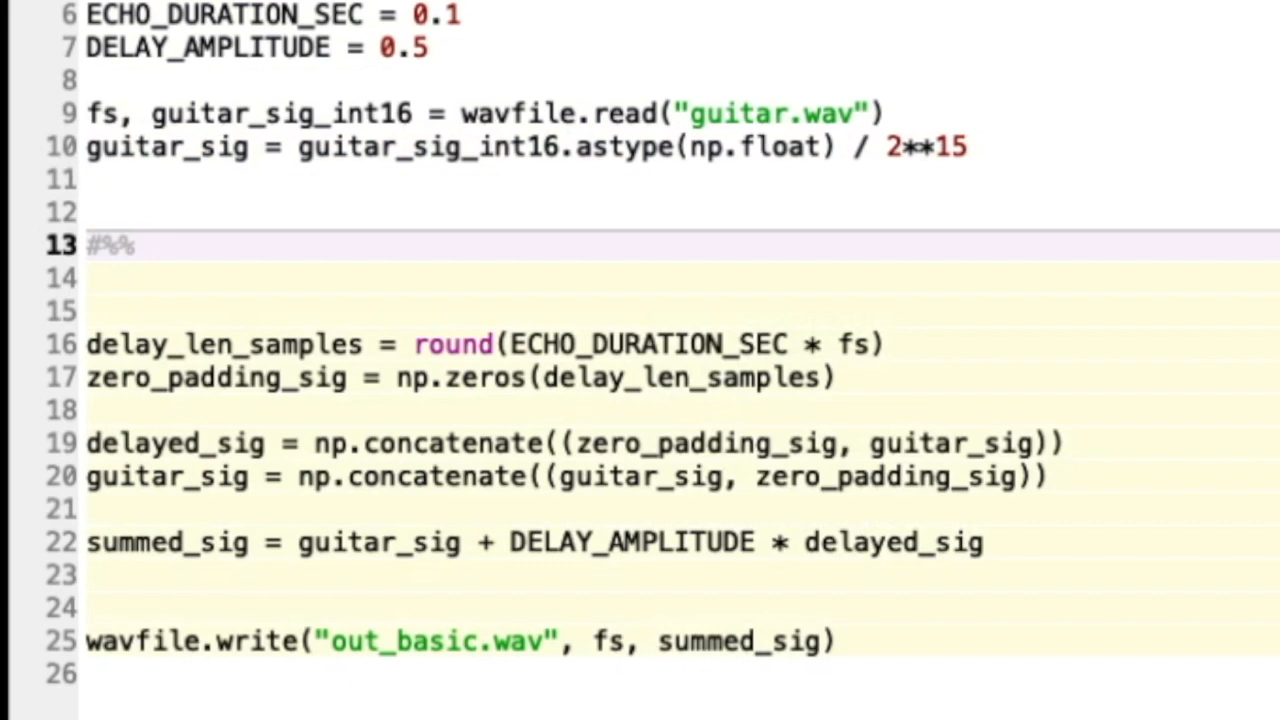 6 ECHO_DURATION_SEC = 0.1
7 DELAY_AMPLITUDE = 0.5
8
9 fs, guitar_sig_int16 = wavfile.read("guitar.wav")
10 guitar_sig = guitar_sig_int16.astype(np.float) / 2**15
11
12
13 #%%
14
15
16 delay_len_samples = round(ECHO_DURATION_SEC * fs)
17 zero_padding_sig = np.zeros(delay_len_samples)
18
19 delayed_sig = np.concatenate((zero_padding_sig, guitar_sig))
20 guitar_sig = np.concatenate((guitar_sig, zero_padding_sig))
21
22 summed_sig = guitar_sig + DELAY_AMPLITUDE * delayed_sig
23
24
25 wavfile.write("out_basic.wav", fs, summed_sig)
26